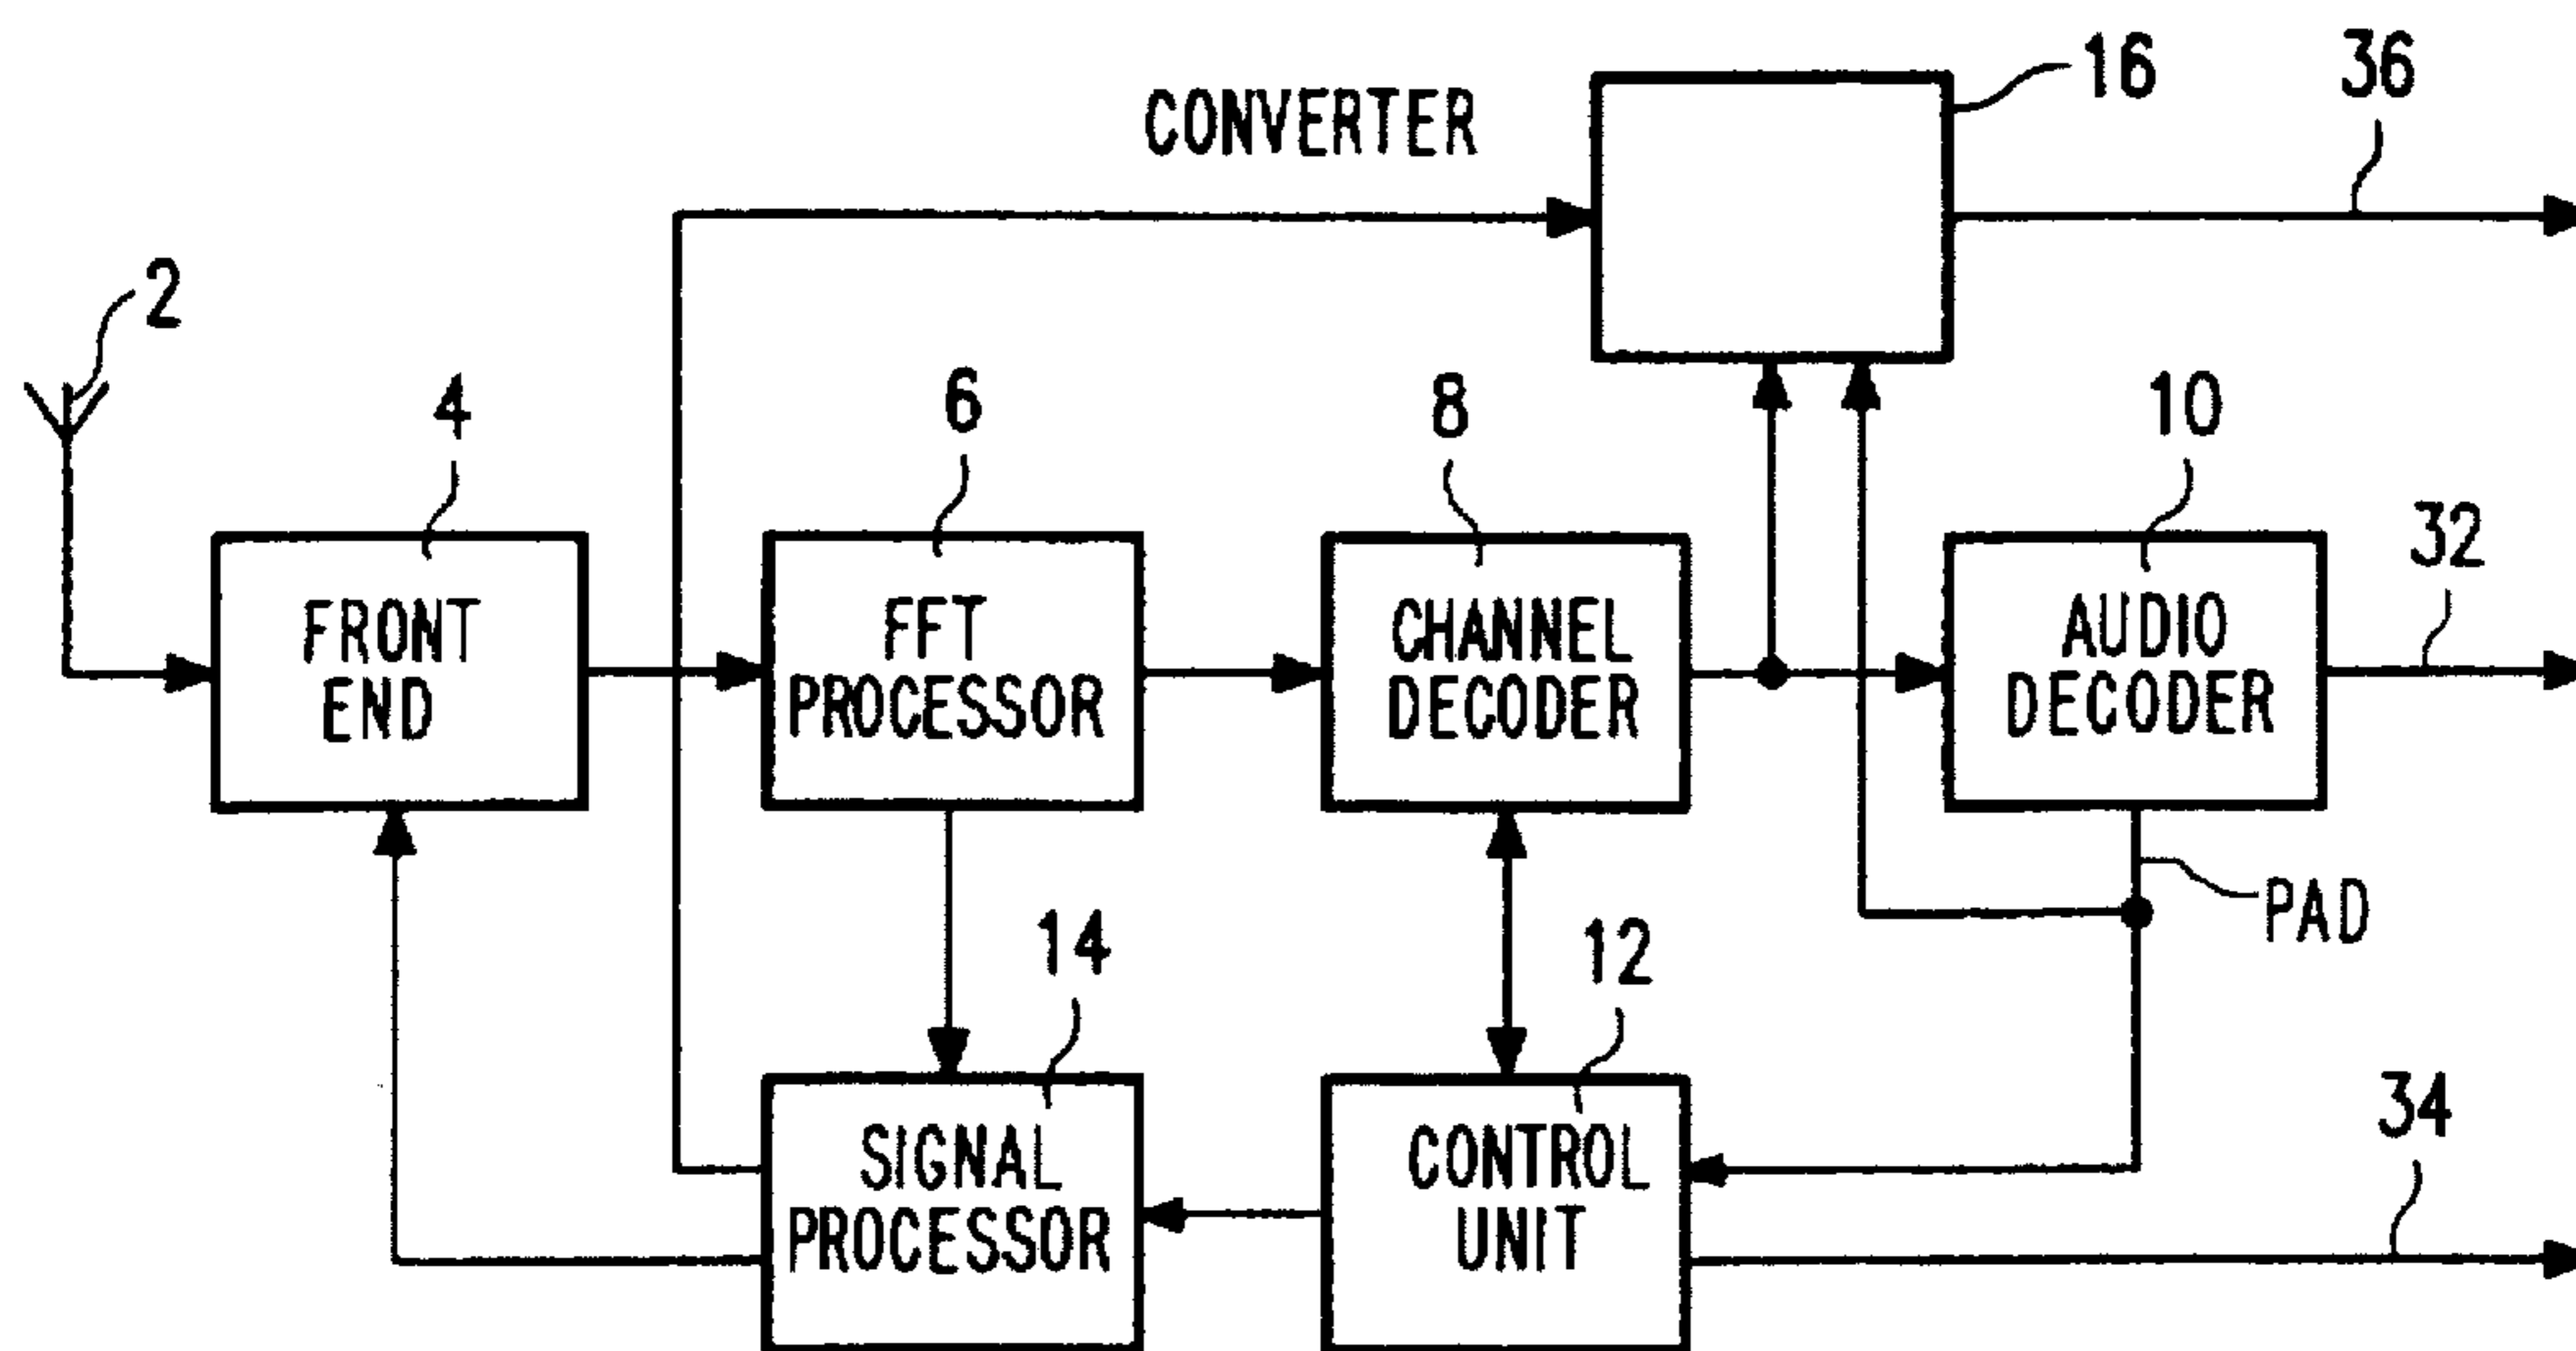 CONVERTER
16
36
2
4
6
8
10
32
FRONT
END
FFT
PROCESSOR
CHANNEL
DECODER
AUDIO
DECODER
PAD
14
12
34
SIGNAL
PROCESSOR
CONTROL
UNIT